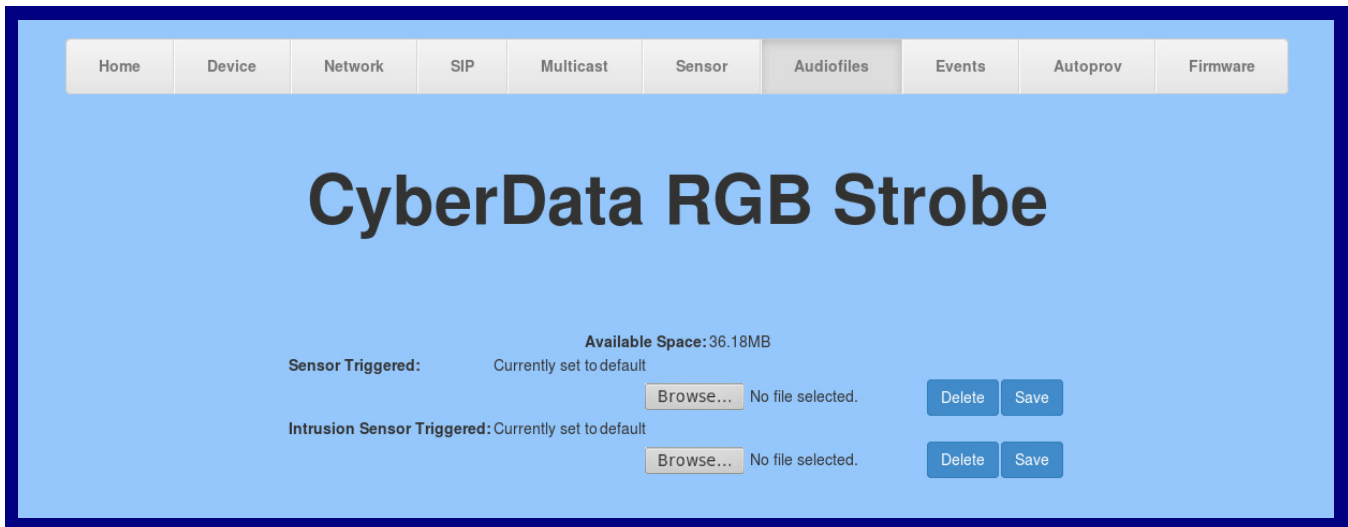 Home Device Network SIP Multicast Sensor Audiofiles Events Autoprov Firmware
CyberData RGB Strobe
Available Space: 36.18MB
Sensor Triggered: Currently set to default
Browse... No file selected. Delete Save
Intrusion Sensor Triggered: Currently set to default
Browse... No file selected. Delete Save